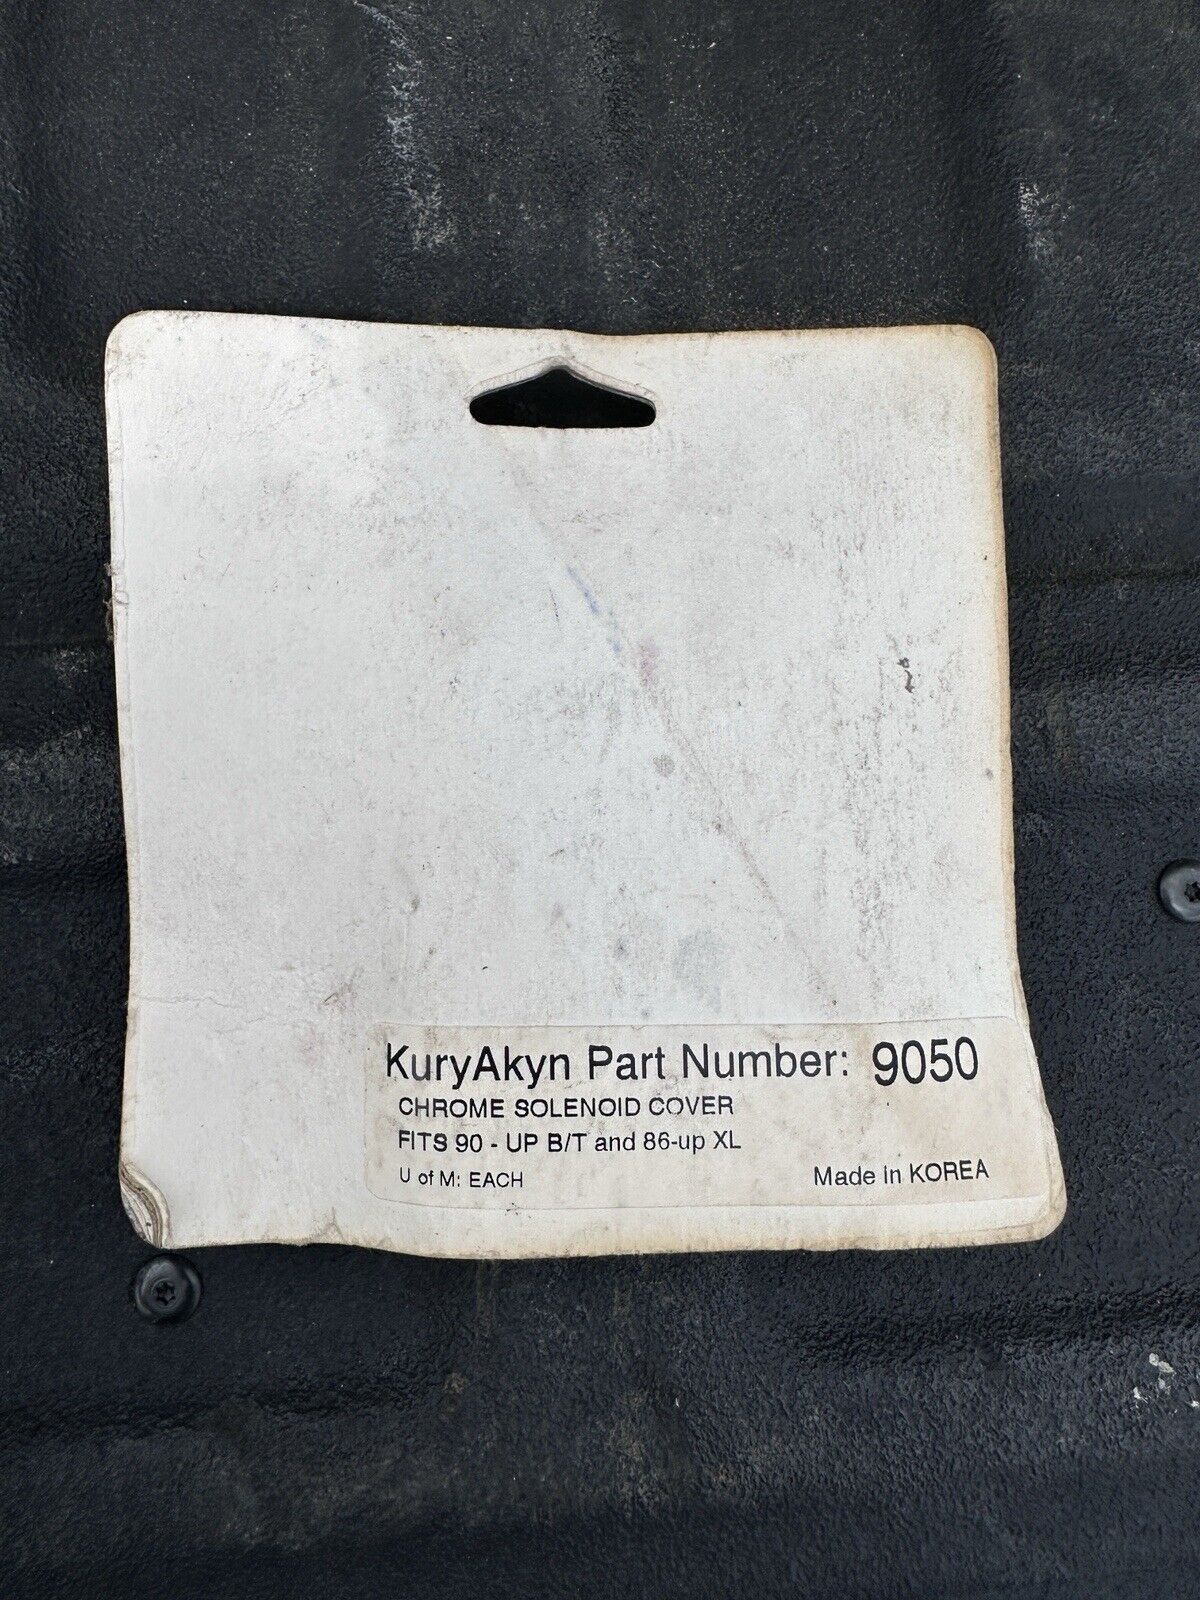 KuryAkyn Part Number: 9050
CHROME SOLENOID COVER
FITS 90 - UP B/T and 86-up XL
U of M: EACH Made in KOREA